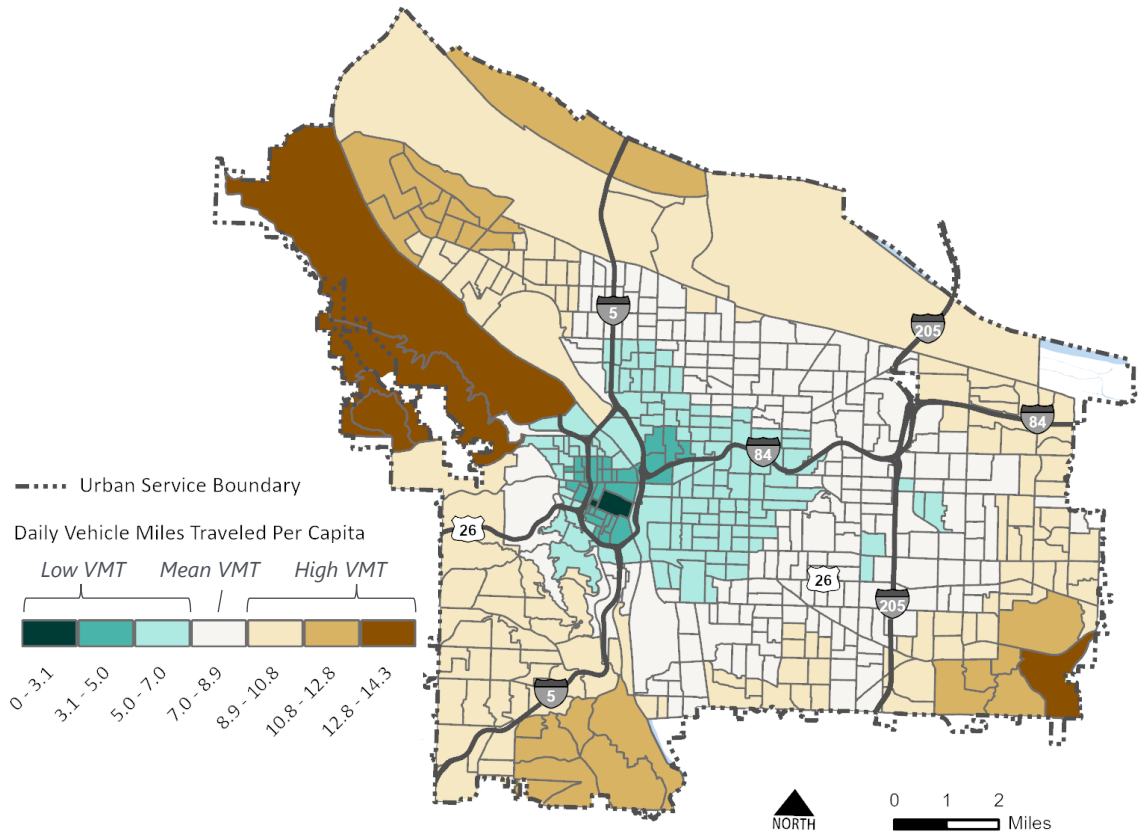 5
205
84
84
Urban Service Boundary
26
Daily Vehicle Miles Traveled Per Capita
Low VMT Mean VMT High VMT
26
205
0 - 3.1
3.1 - 5.0
5.0 - 7.0
7.0 - 8.9
8.9 - 10.8
10.8 - 12.8
12.8 - 14.3
5
0 1 2
Miles
NORTH